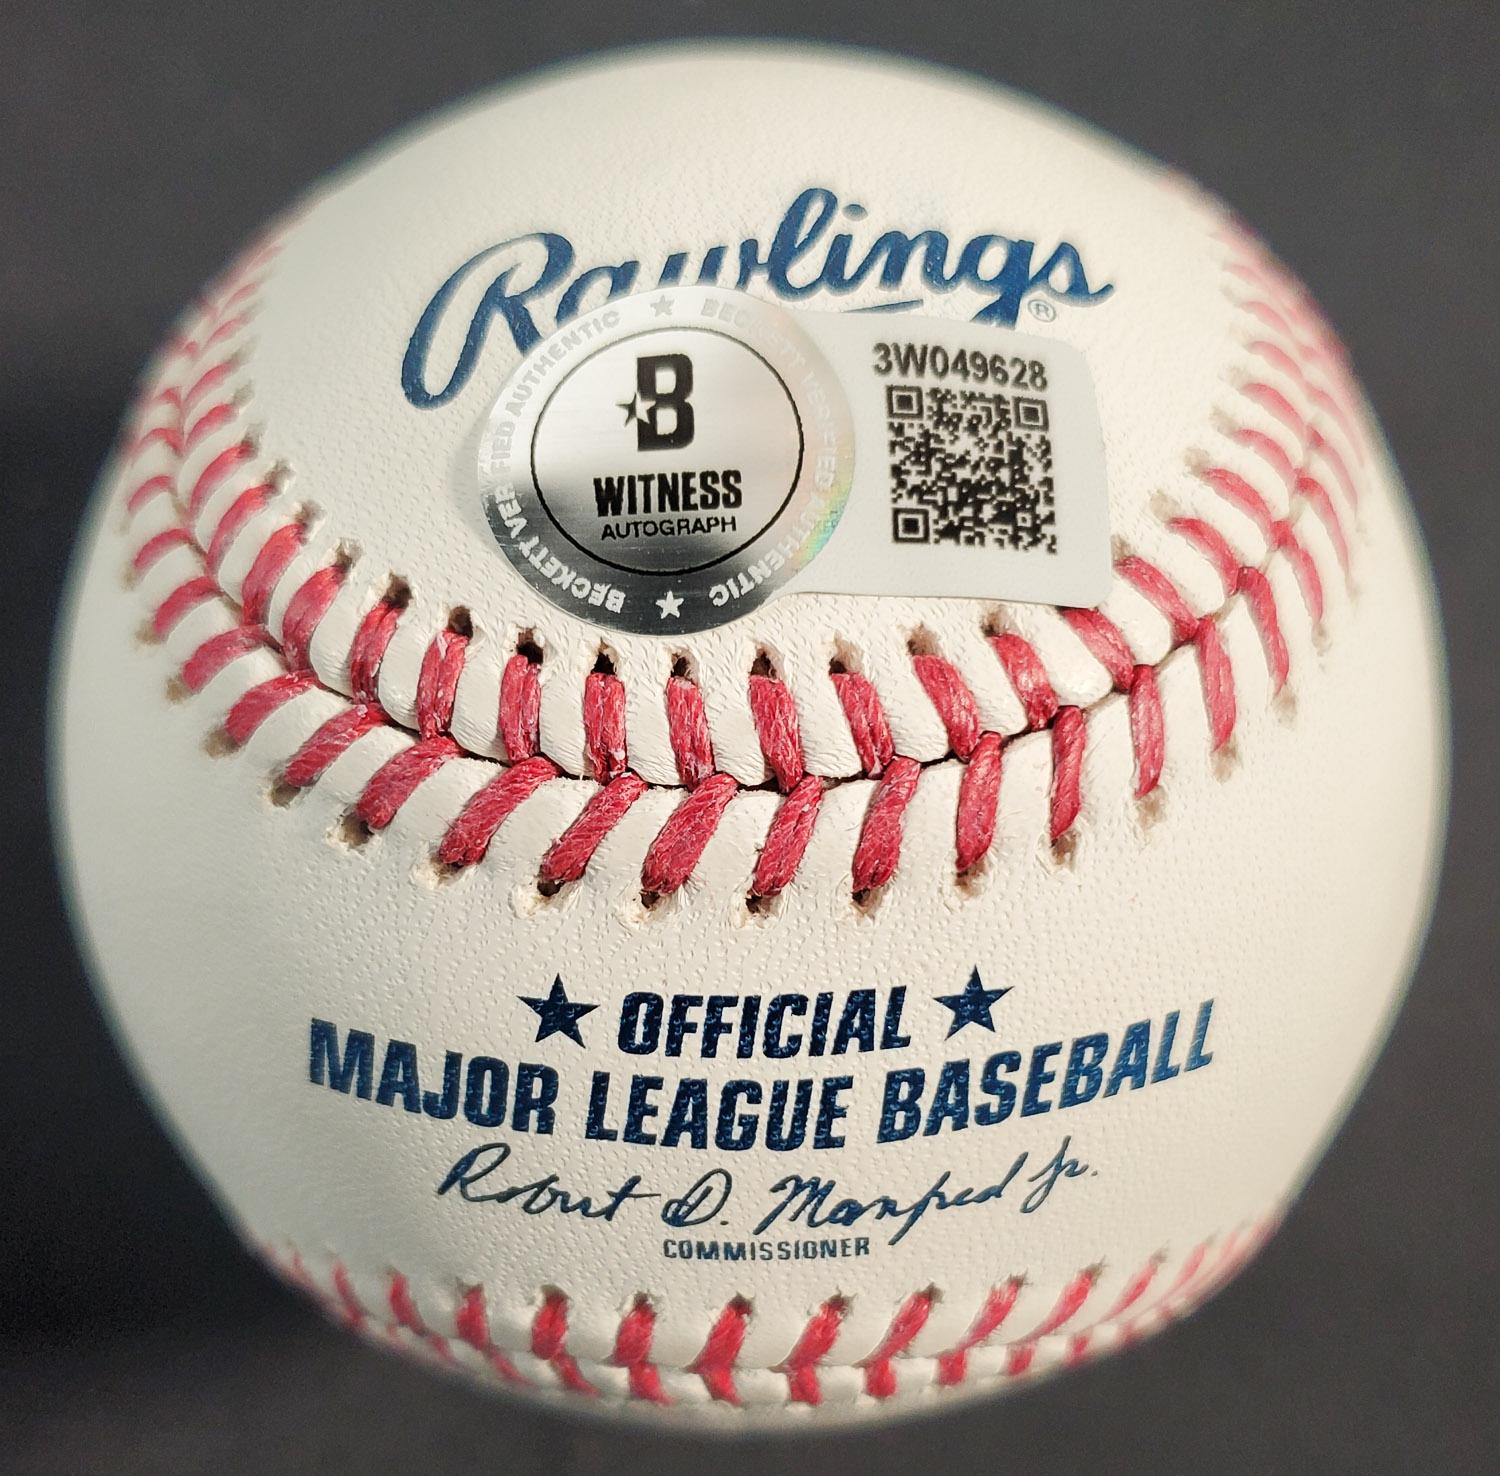 Rawlings
®
BECKETT VERIFIED AUTHENTIC ★ BECKETT VERIFIED AUTHENTIC ★
B
WITNESS
AUTOGRAPH
3W049628
★ OFFICIAL ★
MAJOR LEAGUE BASEBALL
Robert D. Manfred Jr.
COMMISSIONER